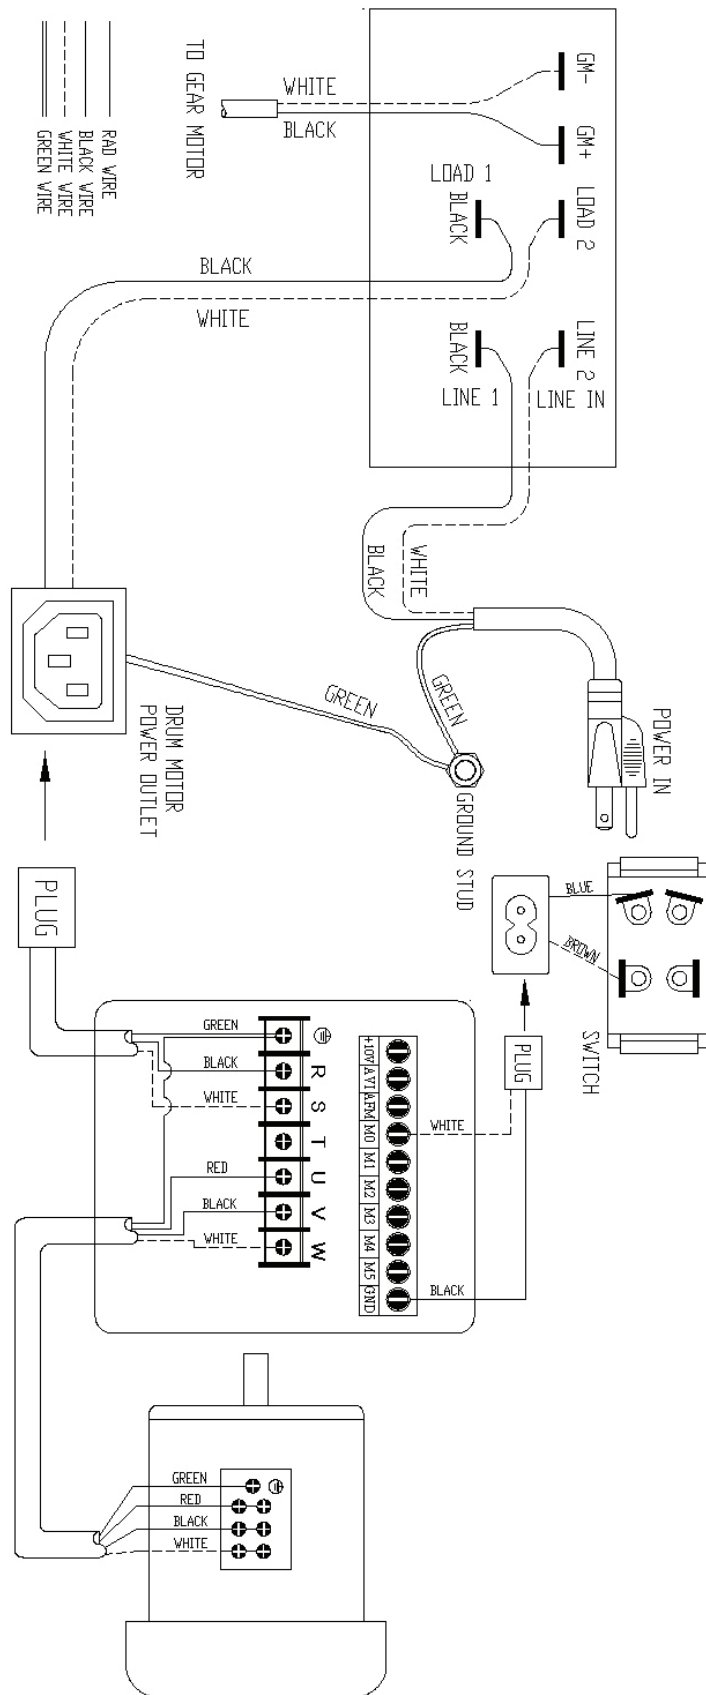 GM-
GM+
WHITE
BLACK
TO GEAR MOTOR
RAD WIRE
BLACK WIRE
WHITE WIRE
GREEN WIRE
LOAD 1
BLACK
LOAD 2
BLACK
WHITE
BLACK
LINE 2
LINE 1
LINE IN
BLACK
WHITE
GREEN
GREEN
DRUM MOTOR
POWER OUTLET
GROUND STUD
POWER IN
BLUE
BROWN
SWITCH
PLUG
PLUG
GREEN
BLACK
WHITE
RED
BLACK
WHITE
R
S
T
U
V
W
+10V
AVI
AFM
M0
M1
M2
M3
M4
M5
GND
WHITE
BLACK
GREEN
RED
BLACK
WHITE